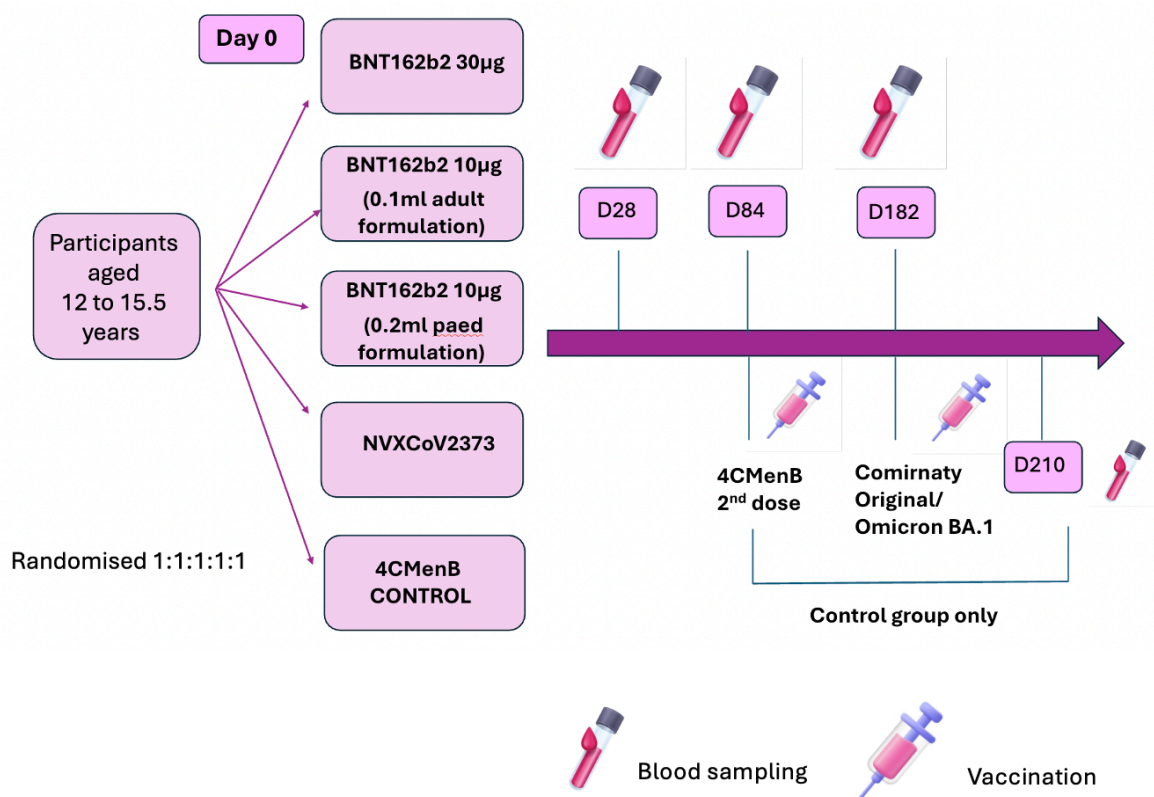 Day 0
BNT162b2 30µg
BNT162b2 10µg
(0.1ml adult
formulation)
BNT162b2 10µg
(0.2ml paed
formulation)
NVXCoV2373
4CMenB
CONTROL
Participants
aged
12 to 15.5
years
Randomised 1:1:1:1:1
D28
D84
D182
4CMenB
2nd dose
Comirnaty
Original/
Omicron BA.1
D210
Control group only
Blood sampling
Vaccination